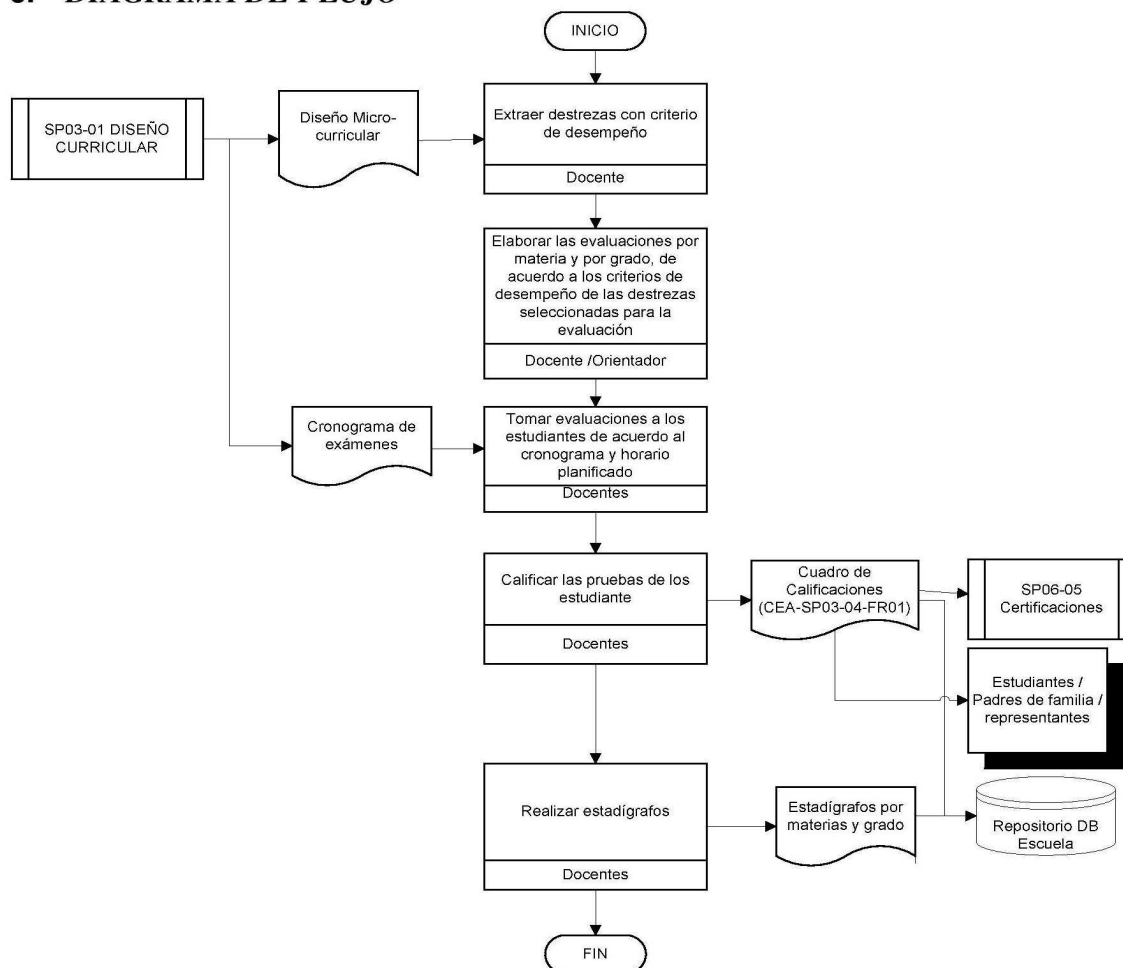 DIAGRAMA DE FLUJO
INICIO
SP03-01 DISEÑO
CURRICULAR
Diseño Micro-
curricular
Extraer destrezas con criterio
de desempeño
Docente
Elaborar las evaluaciones por
materia y por grado, de
acuerdo a los criterios de
desempeño de las destrezas
seleccionadas para la
evaluación
Docente /Orientador
Cronograma de
exámenes
Tomar evaluaciones a los
estudiantes de acuerdo al
cronograma y horario
planificado
Docentes
Calificar las pruebas de los
estudiante
Docentes
Cuadro de
Calificaciones
(CEA-SP03-04-FR01)
SP06-05
Certificaciones
Estudiantes /
Padres de familia /
representantes
Realizar estadígrafos
Docentes
Estadígrafos por
materias y grado
Repositorio DB
Escuela
FIN